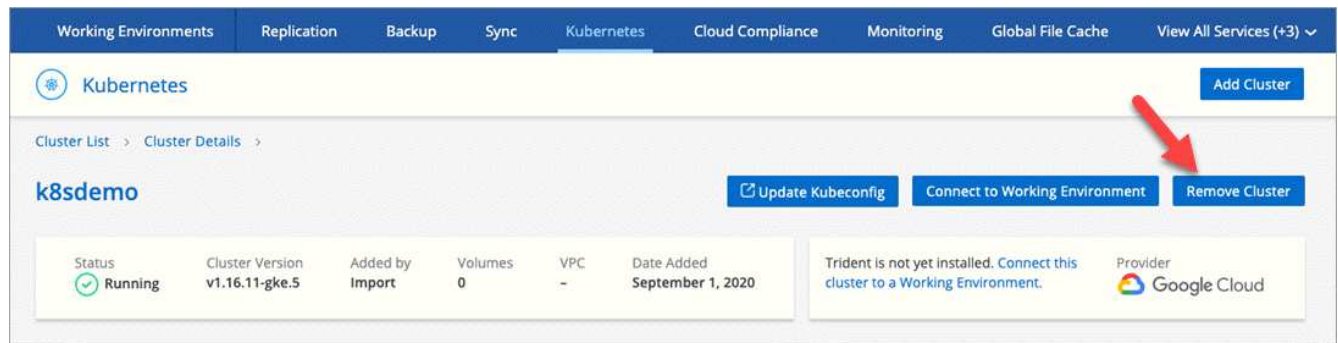 Working Environments Replication Backup Sync Kubernetes Cloud Compliance Monitoring Global File Cache View All Services (+3)
Kubernetes Add Cluster
Cluster List > Cluster Details >
k8sdemo Update Kubeconfig Connect to Working Environment Remove Cluster
Status Cluster Version Added by Volumes VPC Date Added
Running v1.16.11-gke.5 Import 0 – September 1, 2020
Trident is not yet installed. Connect this
cluster to a Working Environment.
Provider
Google Cloud